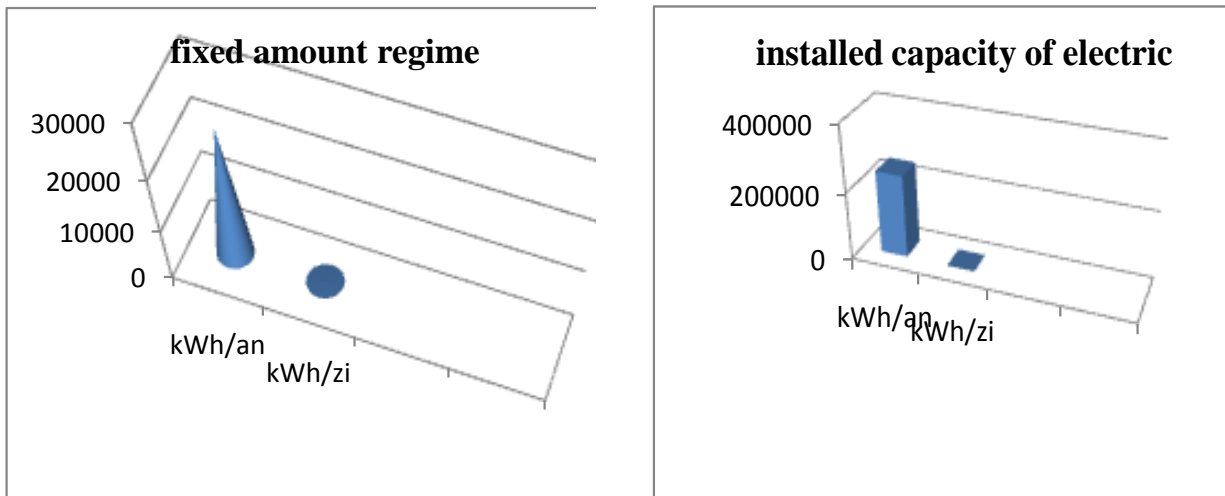 fixed amount regime
30000
20000
10000
0
kWh/an
kWh/zi
installed capacity of electric
400000
200000
0
kWh/an
kWh/zi